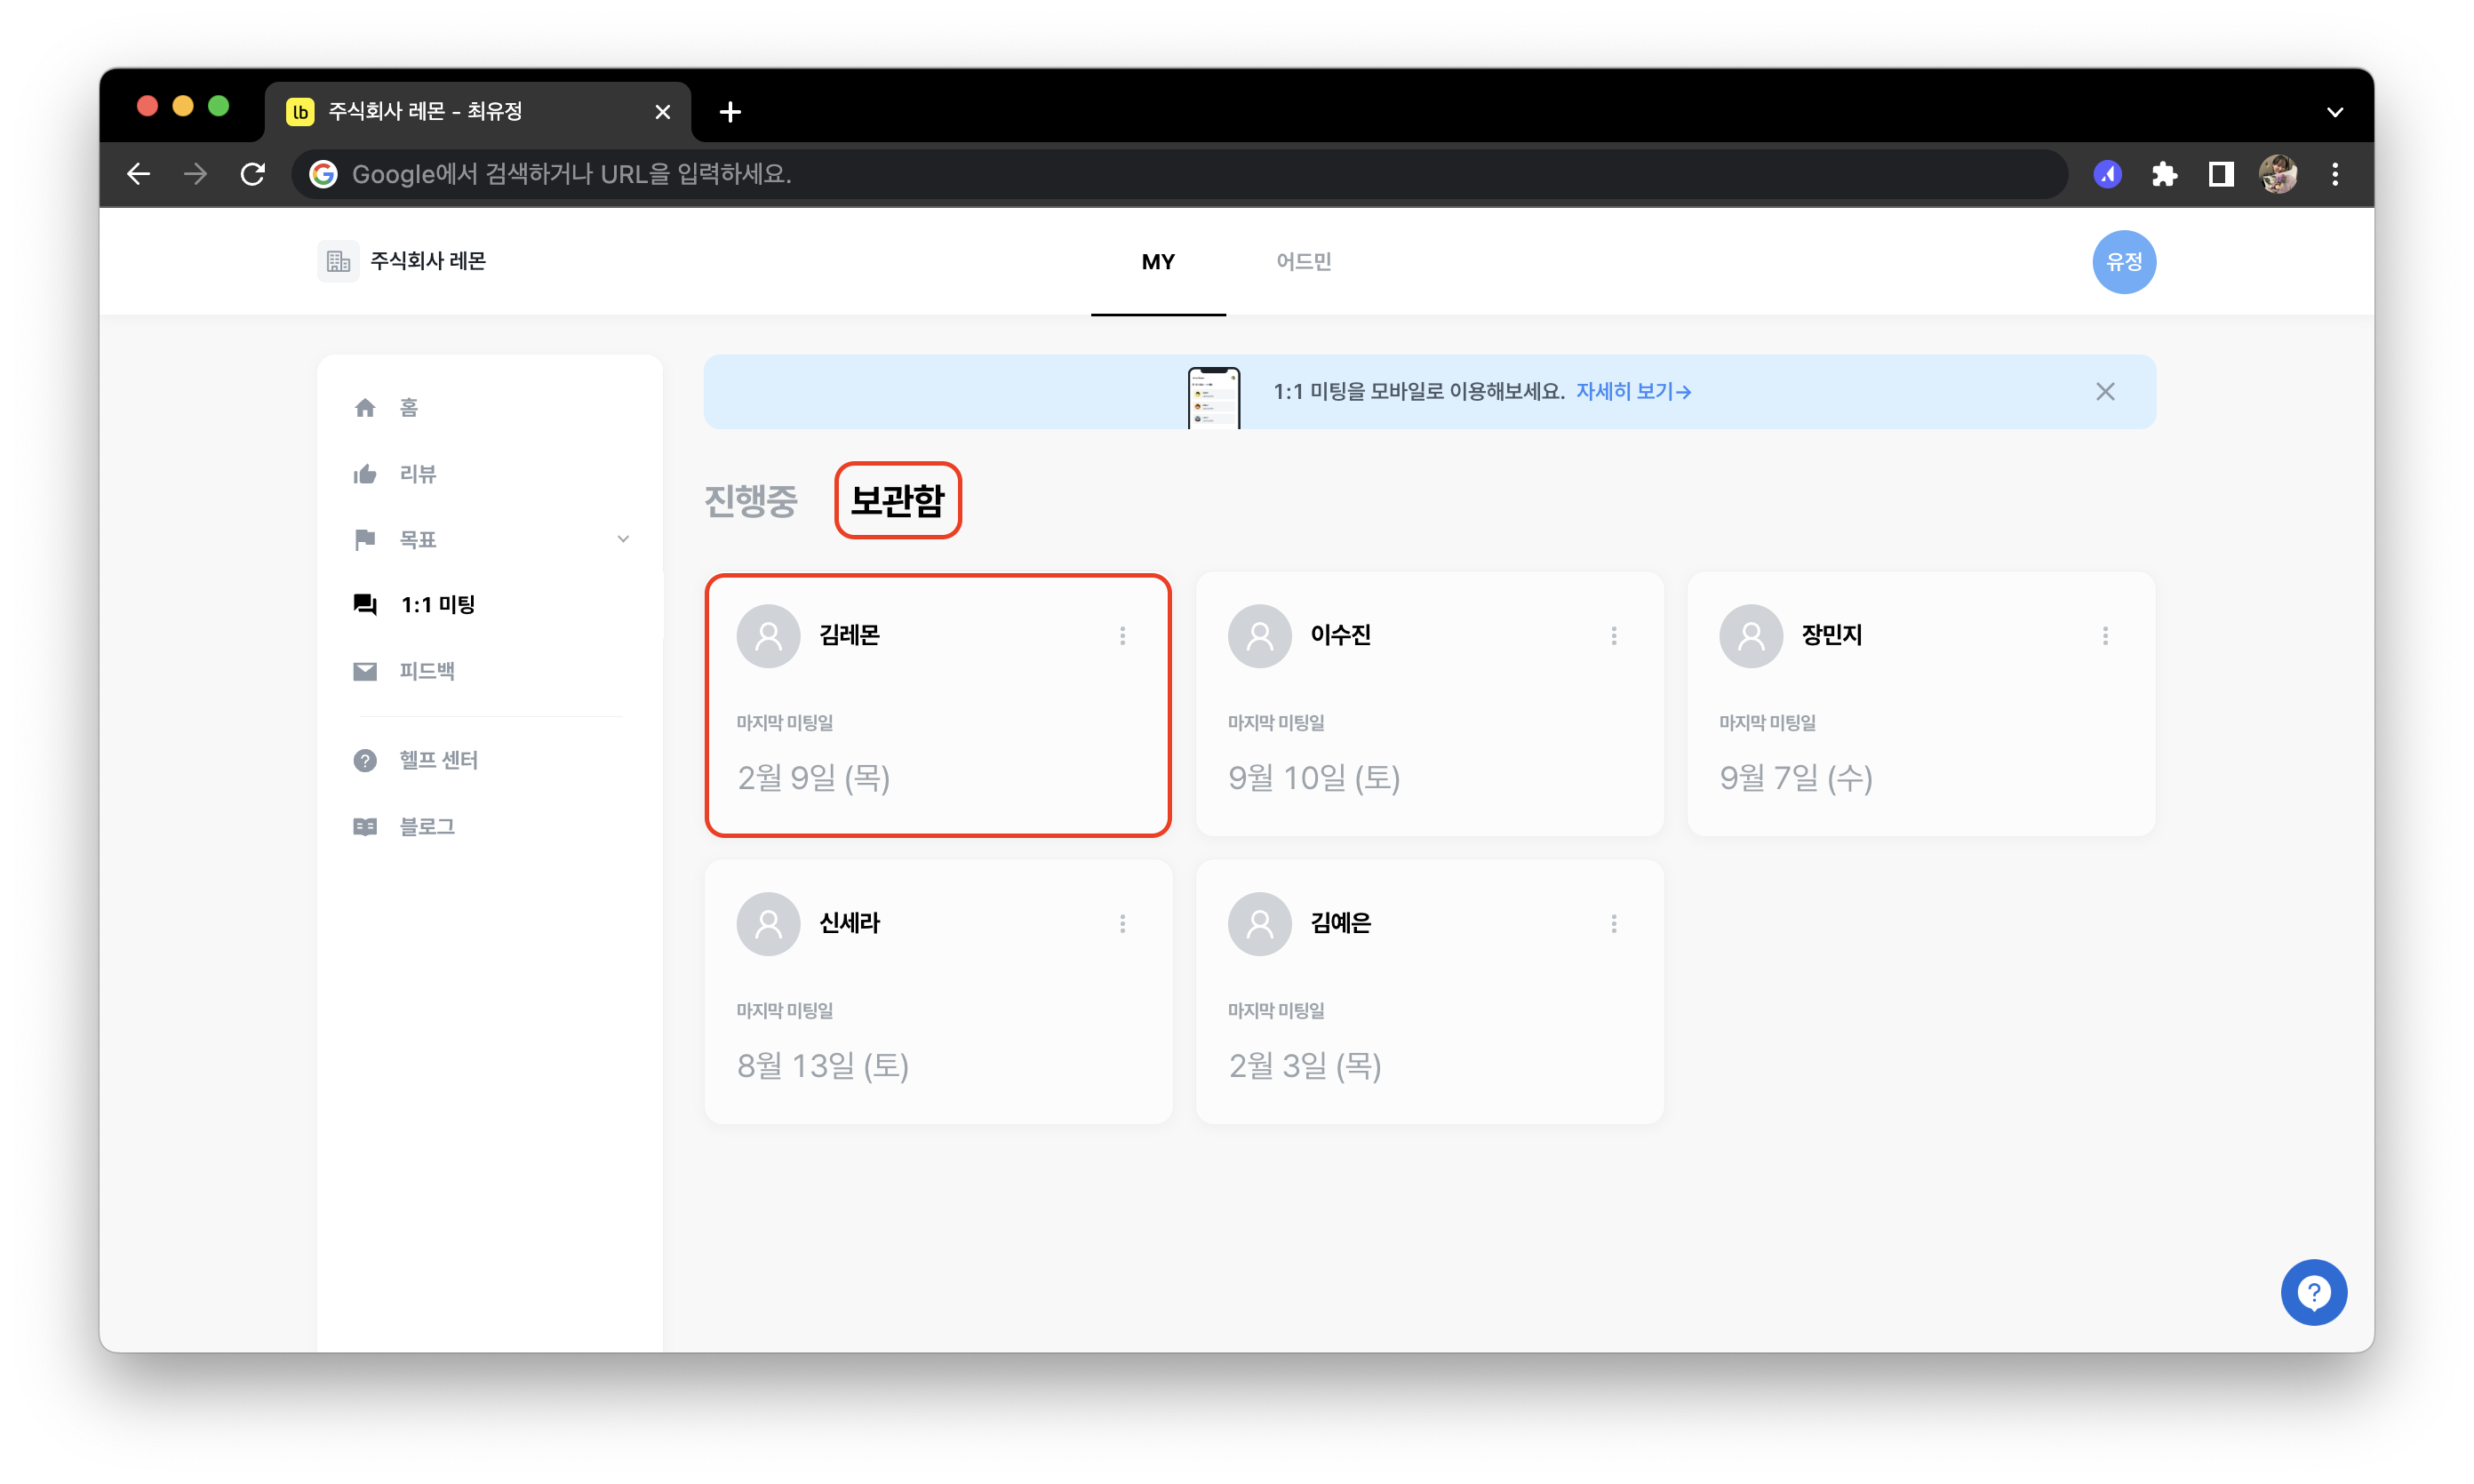 lb 주식회사 레몬 - 최유정
Google에서 검색하거나 URL을 입력하세요.
주식회사 레몬
MY
어드민
유정
홈
리뷰
목표
1:1 미팅
피드백
헬프 센터
블로그
1:1 미팅을 모바일로 이용해보세요. 자세히 보기→
진행중 보관함
김레몬
마지막 미팅일
2월 9일 (목)
이수진
마지막 미팅일
9월 10일 (토)
장민지
마지막 미팅일
9월 7일 (수)
신세라
마지막 미팅일
8월 13일 (토)
김예은
마지막 미팅일
2월 3일 (목)